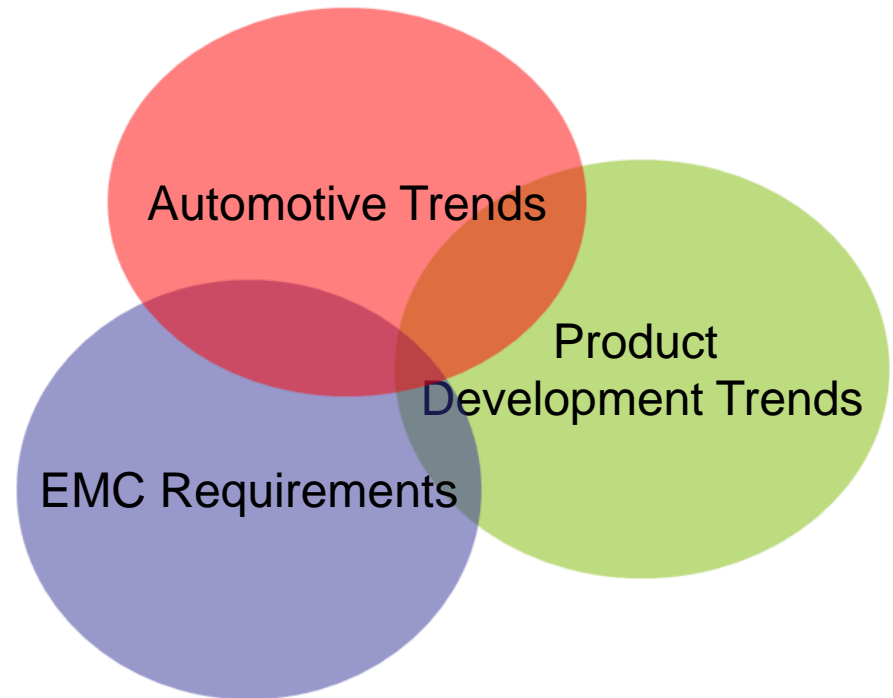 Automotive Trends
Product
Development Trends
EMC Requirements